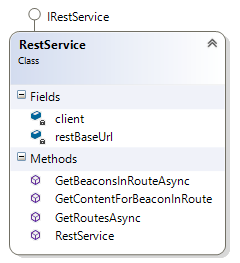 IRestService
RestService
Class
Fields
client
restBaseUrl
Methods
GetBeaconsInRouteAsync
GetContentForBeaconInRoute
GetRoutesAsync
RestService